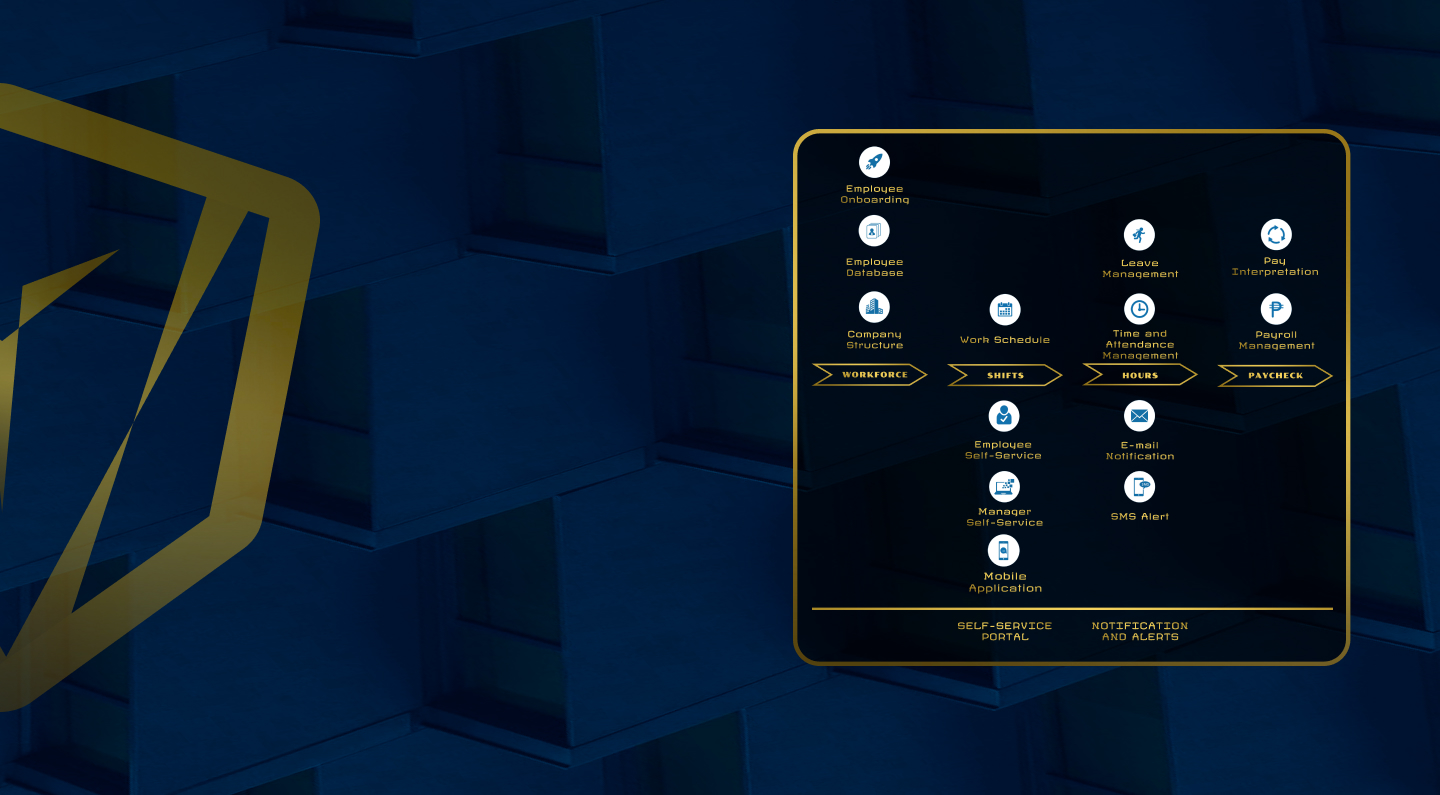 Employee
Onboarding
Employee
Database
Leave
Management
Pay
Interpretation
Company
Structure
Work Schedule
Time and
Attendance
Management
Payroll
Management
WORKFORCE
SHIFTS
HOURS
PAYCHECK
Employee
Self-Service
E-mail
Notification
Manager
Self-Service
SMS Alert
Mobile
Application
SELF-SERVICE
PORTAL
NOTIFICATION
AND ALERTS